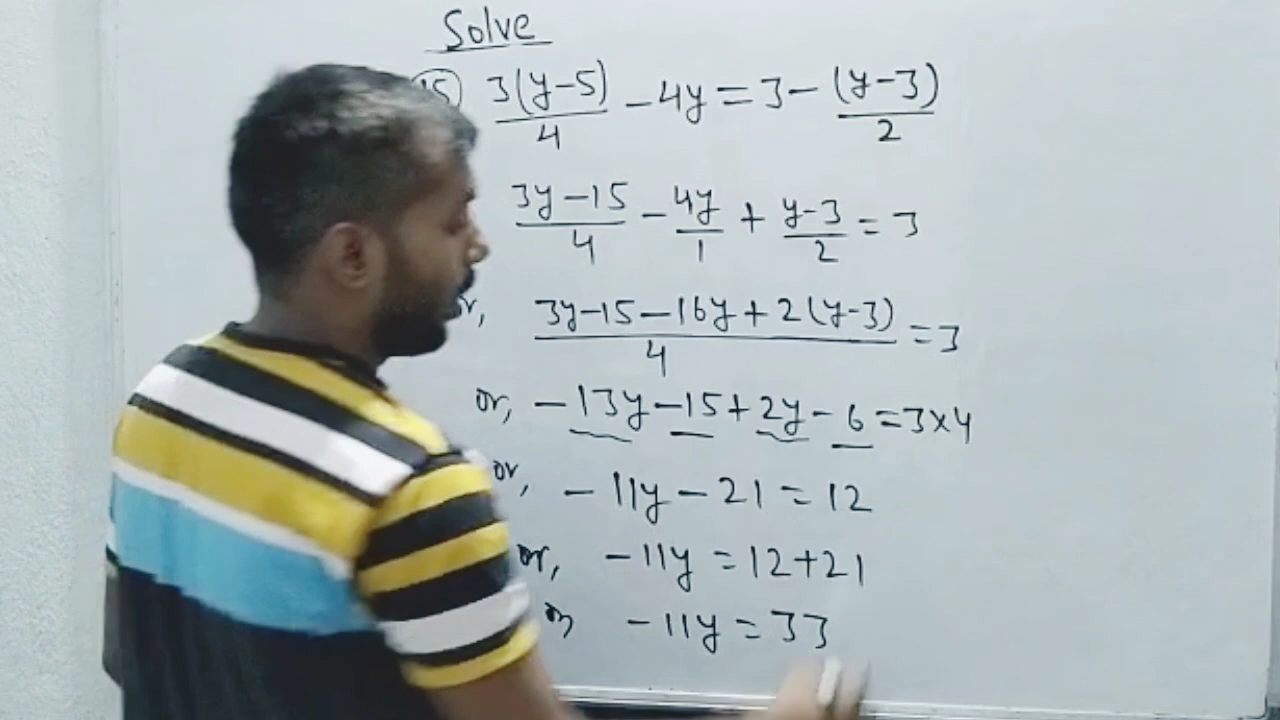 Solve
15) 3(y-5)/4 - 4y = 3 - (y-3)/2
3y-15/4 - 4y/1 + y-3/2 = 3
or, 3y-15-16y+2(y-3)/4 = 3
or, -13y-15+2y-6=3×4
or, -11y-21=12
or, -11y=12+21
or -11y=33